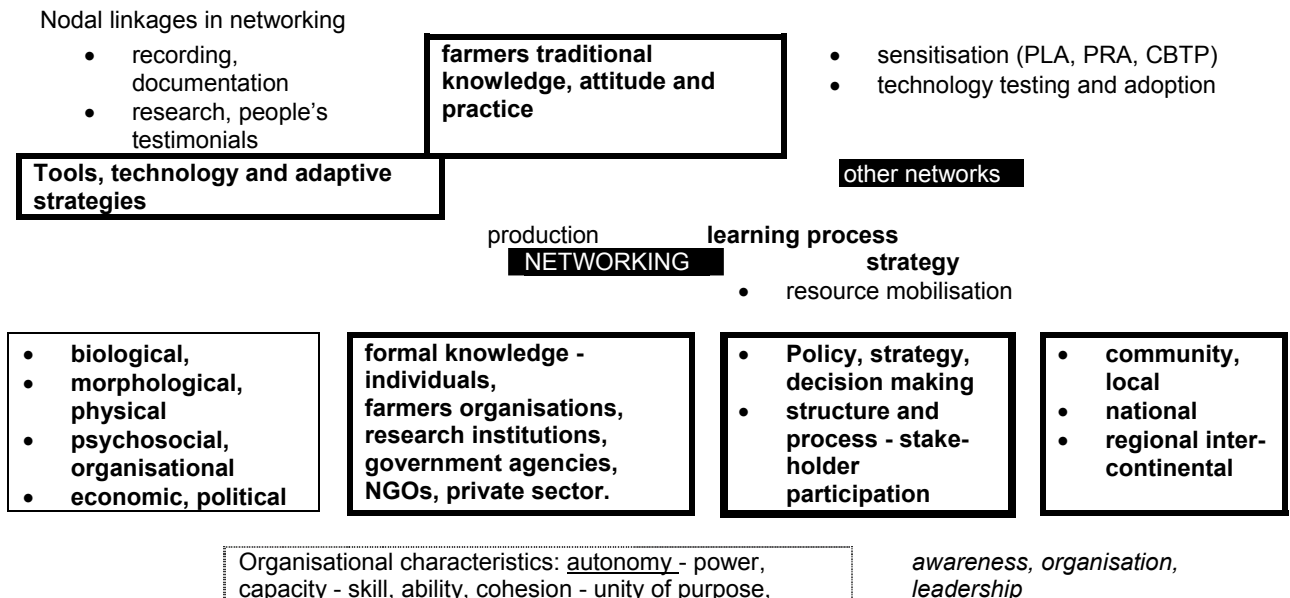 Nodal linkages in networking
• recording,
documentation
• research, people's
testimonials
farmers traditional
knowledge, attitude and
practice
• sensitisation (PLA, PRA, CBTP)
• technology testing and adoption
Tools, technology and adaptive
strategies
other networks
production learning process
NETWORKING strategy
• resource mobilisation
• biological,
• morphological,
physical
• psychosocial,
organisational
• economic, political
formal knowledge -
individuals,
farmers organisations,
research institutions,
government agencies,
NGOs, private sector.
• Policy, strategy,
decision making
• structure and
process - stake-
holder
participation
• community,
local
• national
• regional inter-
continental
Organisational characteristics: autonomy - power,
capacity - skill, ability, cohesion - unity of purpose,
awareness, organisation,
leadership